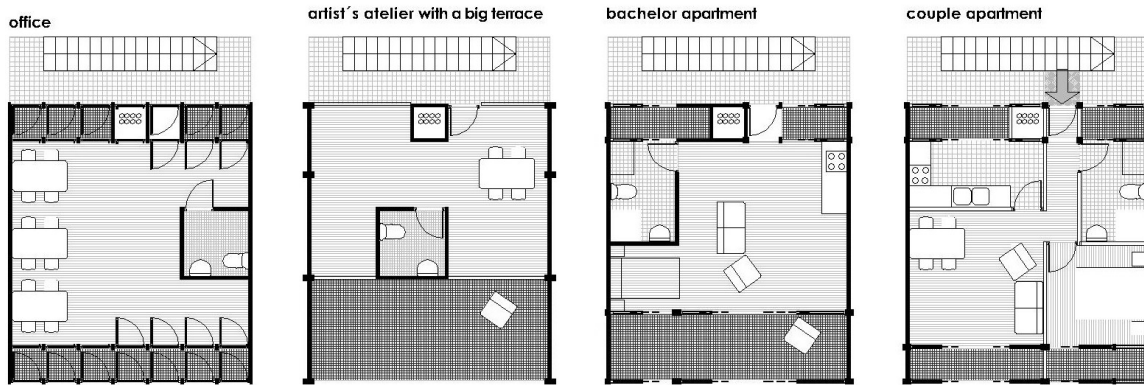 office
artist´s atelier with a big terrace
bachelor apartment
couple apartment